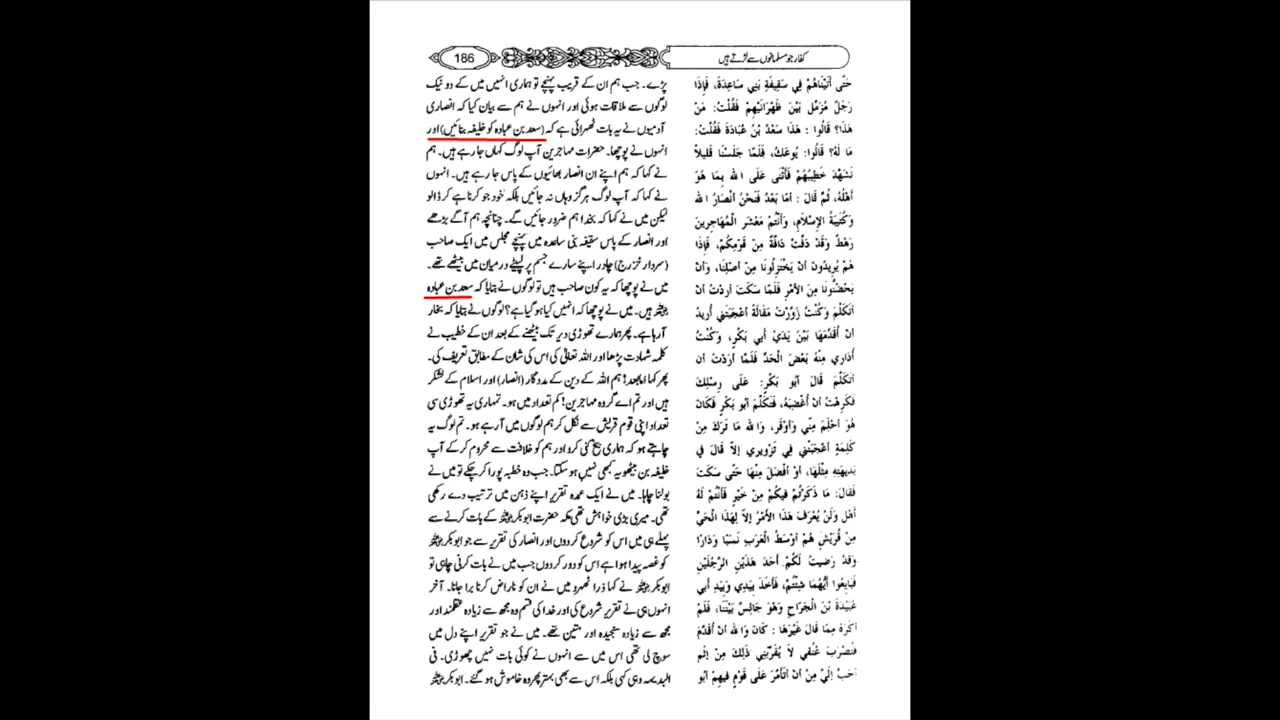 کفار جو مسلمانوں سے لڑتے ہیں
186
حَتَّى أَتَيْنَاهُمْ فِي سَقِيفَةِ بَنِي سَاعِدَةَ، فَإِذَا
رَجُلٌ مُزَمَّلٌ بَيْنَ ظَهْرَانَيْهِمْ فَقُلْتُ: مَنْ
هَذَا؟ قَالُوا: هَذَا سَعْدُ بْنُ عُبَادَةَ فَقُلْتُ:
مَا لَهُ؟ قَالُوا: يُوعَكُ، فَلَمَّا جَلَسْنَا قَلِيلاً
تَشَهَّدَ خَطِيبُهُمْ فَأَثْنَى عَلَى الله بِمَا هُوَ
أَهْلُهُ، ثُمَّ قَالَ: أَمَّا بَعْدُ فَنَحْنُ أَنْصَارُ الله
وَكَتِيبَةُ الإِسْلَامِ، وَأَنْتُمْ مَعْشَرَ الْمُهَاجِرِينَ
رَهْطٌ وَقَدْ دَفَّتْ دَافَّةٌ مِنْ قَوْمِكُمْ، فَإِذَا
هُمْ يُرِيدُونَ أَنْ يَخْتَزِلُونَا مِنْ أَصْلِنَا، وَأَنْ
يَحْضُنُونَا مِنَ الأَمْرِ فَلَمَّا سَكَتَ أَرَدْتُ أَنْ
أَتَكَلَّمَ وَكُنْتُ زَوَّرْتُ مَقَالَةً أَعْجَبَتْنِي أُرِيدُ
أَنْ أُقَدِّمَهَا بَيْنَ يَدَيْ أَبِي بَكْرٍ، وَكُنْتُ
أُدَارِي مِنْهُ بَعْضَ الْحَدِّ فَلَمَّا أَرَدْتُ أَنْ
أَتَكَلَّمَ قَالَ أَبُو بَكْرٍ: عَلَى رِسْلِكَ
فَكَرِهْتُ أَنْ أُغْضِبَهُ، فَتَكَلَّمَ أَبُو بَكْرٍ فَكَانَ
هُوَ أَحْلَمَ مِنِّي وَأَوْقَرَ، وَالله مَا تَرَكَ مِنْ
كَلِمَةٍ أَعْجَبَتْنِي فِي تَزْوِيرِي إِلاَّ قَالَ فِي
بَدِيهَتِهِ مِثْلَهَا، أَوْ أَفْضَلَ مِنْهَا حَتَّى سَكَتَ
فَقَالَ: مَا ذَكَرْتُمْ فِيكُمْ مِنْ خَيْرٍ فَأَنْتُمْ لَهُ
أَهْلٌ وَلَنْ يُعْرَفَ هَذَا الأَمْرُ إِلاَّ لِهَذَا الْحَيِّ
مِنْ قُرَيْشٍ هُمْ أَوْسَطُ الْعَرَبِ نَسَبًا وَدَارًا
وَقَدْ رَضِيتُ لَكُمْ أَحَدَ هَذَيْنِ الرَّجُلَيْنِ
فَبَايِعُوا أَيَّهُمَا شِئْتُمْ، فَأَخَذَ بِيَدِي وَبِيَدِ أَبِي
عُبَيْدَةَ بْنِ الْجَرَّاحِ وَهُوَ جَالِسٌ بَيْنَنَا، فَلَمْ
أَكْرَهْ مِمَّا قَالَ غَيْرَهَا: كَانَ وَالله أَنْ أُقَدَّمَ
فَتُضْرَبَ عُنُقِي لاَ يُقَرِّبُنِي ذَلِكَ مِنْ إِثْمٍ
أَحَبَّ إِلَيَّ مِنْ أَنْ أَتَأَمَّرَ عَلَى قَوْمٍ فِيهِمْ أَبُو
پڑے۔ جب ہم ان کے قریب پہنچے تو ہماری انہیں میں کے دو نیک
لوگوں سے ملاقات ہوئی اور انہوں نے ہم سے بیان کیا کہ انصاری
آدمیوں نے یہ بات ٹھہرائی ہے کہ (سعد بن عبادہ کو خلیفہ بنائیں) اور
انہوں نے پوچھا۔ حضرات مہاجرین آپ لوگ کہاں جا رہے ہیں۔ ہم
نے کہا کہ ہم اپنے ان انصار بھائیوں کے پاس جا رہے ہیں۔ انہوں
نے کہا کہ آپ لوگ ہرگز وہاں نہ جائیں بلکہ خود جو کرنا ہے کر ڈالو
لیکن میں نے کہا کہ بخدا ہم ضرور جائیں گے۔ چنانچہ ہم آگے بڑھے
اور انصار کے پاس سقیفہ بنی ساعدہ میں پہنچے مجلس میں ایک صاحب
(سردار خزرج) چادر اپنے سارے جسم پر لپیٹے درمیان میں بیٹھے تھے۔
میں نے پوچھا کہ یہ کون صاحب ہیں تو لوگوں نے بتایا کہ سعد بن عبادہ
رضی اللہ عنہ ہیں۔ میں نے پوچھا کہ انہیں کیا ہو گیا ہے؟ لوگوں نے بتایا کہ بخار
آ رہا ہے۔ پھر ہمارے تھوڑی دیر تک بیٹھنے کے بعد ان کے خطیب نے
کلمہ شہادت پڑھا اور اللہ تعالیٰ کی اس کی شان کے مطابق تعریف کی۔
پھر کہا امابعد! ہم اللہ کے دین کے مددگار (انصار) اور اسلام کے لشکر
ہیں اور تم اے گروہ مہاجرین! کم تعداد میں ہو۔ تمہاری یہ تھوڑی سی
تعداد اپنی قوم قریش سے نکل کر ہم لوگوں میں آ رہے ہو۔ تم لوگ یہ
چاہتے ہو کہ ہماری بیخ کنی کرو اور ہم کو خلافت سے محروم کر کے آپ
خلیفہ بن بیٹھو یہ کبھی نہیں ہو سکتا۔ جب وہ خطبہ پورا کر چکے تو میں نے
بولنا چاہا۔ میں نے ایک عمدہ تقریر اپنے ذہن میں ترتیب دے رکھی
تھی۔ میری بڑی خواہش تھی کہ حضرت ابوبکر رضی اللہ عنہ کے بات کرنے سے
پہلے ہی میں اس کو شروع کردوں اور انصار کی تقریر سے جو ابوبکر رضی اللہ عنہ
کو غصہ پیدا ہوا ہے اس کو دور کر دوں جب میں نے بات کرنی چاہی تو
ابوبکر رضی اللہ عنہ نے کہا ذرا ٹھہرو میں نے ان کو ناراض کرنا برا جانا۔ آخر
انہوں ہی نے تقریر شروع کی اور خدا کی قسم وہ مجھ سے زیادہ عقلمند اور
مجھ سے زیادہ سنجیدہ اور متین تھے۔ میں نے جو تقریر اپنے دل میں
سوچ لی تھی اس میں سے انہوں نے کوئی بات نہیں چھوڑی۔ فی
البدیہہ وہی کہی بلکہ اس سے بھی بہتر پھر وہ خاموش ہو گئے۔ ابوبکر رضی اللہ عنہ